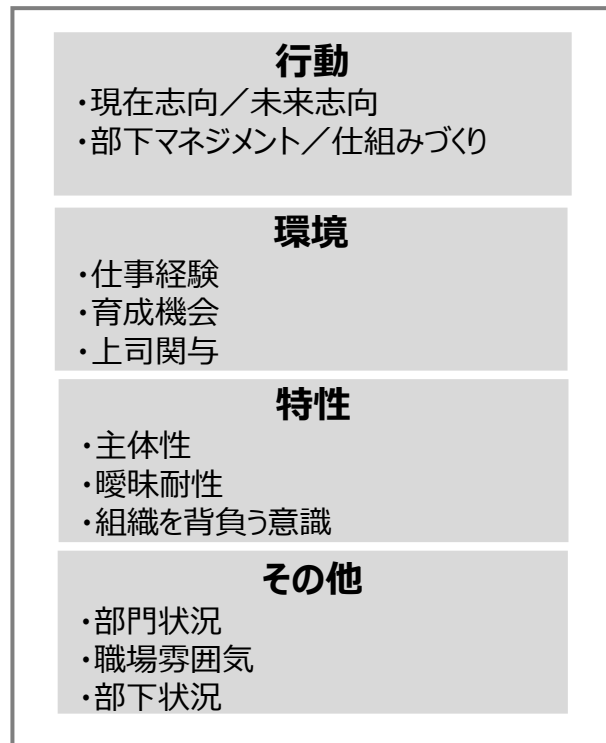 行動
・現在志向／未来志向
・部下マネジメント／仕組みづくり
環境
・仕事経験
・育成機会
・上司関与
特性
・主体性
・曖昧耐性
・組織を背負う意識
その他
・部門状況
・職場雰囲気
・部下状況